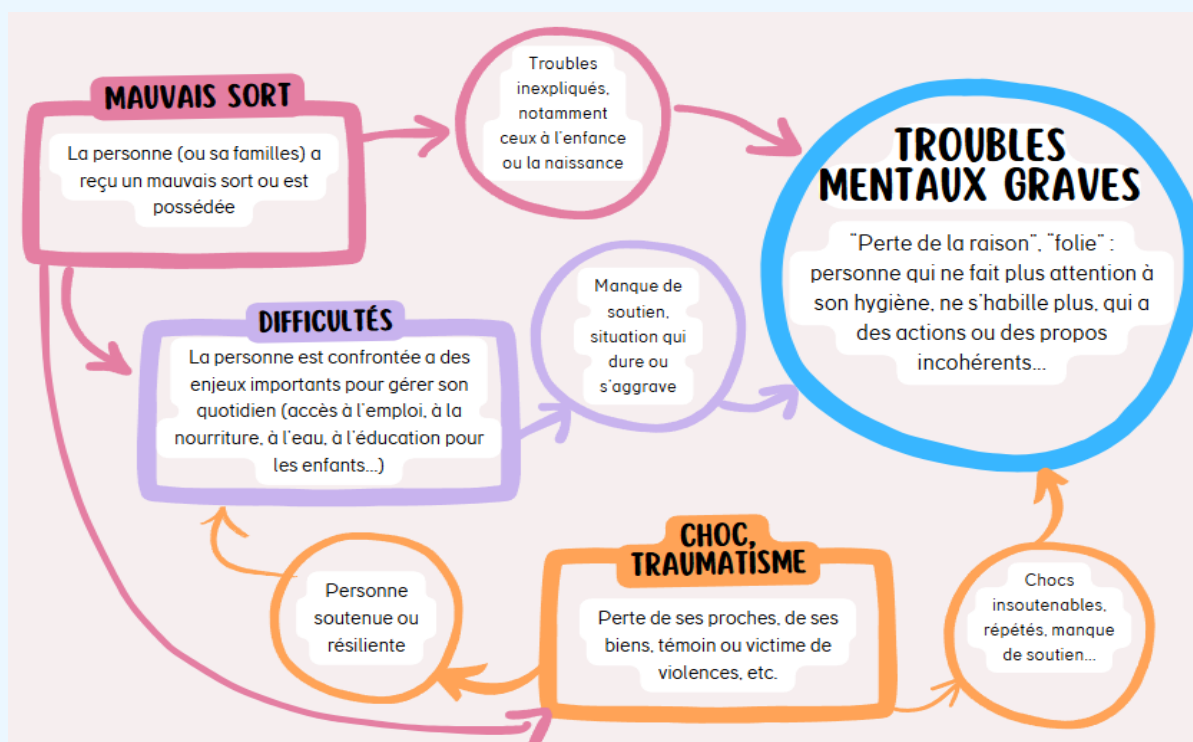 MAUVAIS SORT
La personne (ou sa familles) a
reçu un mauvais sort ou est
possédée
Troubles
inexpliqués,
notamment
ceux à l'enfance
ou la naissance
TROUBLES
MENTAUX GRAVES
"Perte de la raison", "folie" :
personne qui ne fait plus attention à
son hygiène, ne s'habille plus, qui a
des actions ou des propos
incohérents...
DIFFICULTÉS
La personne est confrontée a des
enjeux importants pour gérer son
quotidien (accès à l'emploi, à la
nourriture, à l'eau, à l'éducation pour
les enfants...)
Manque de
soutien,
situation qui
dure ou
s'aggrave
Personne
soutenue ou
résiliente
CHOC,
TRAUMATISME
Perte de ses proches, de ses
biens, témoin ou victime de
violences, etc.
Chocs
insoutenables,
répétés, manque
de soutien...